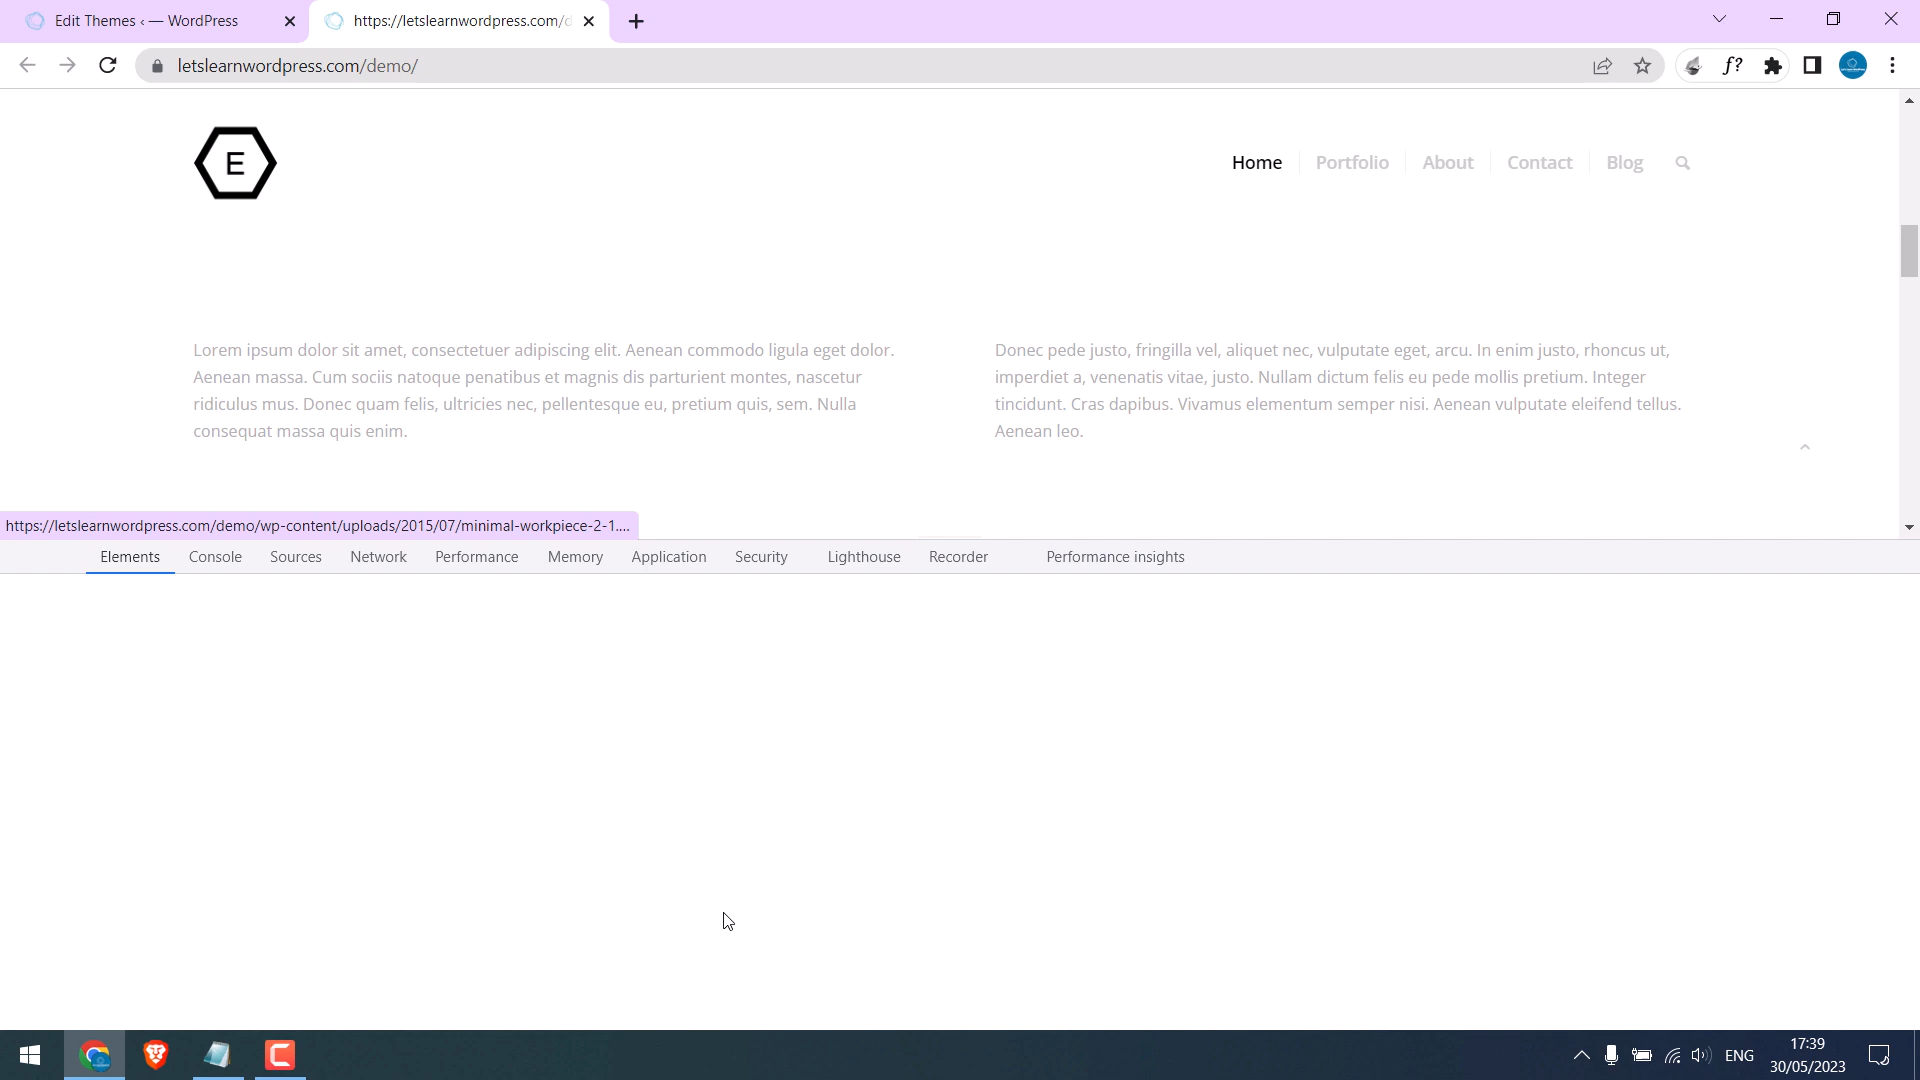 Edit Themes ‹ — WordPress
https://letslearnwordpress.com/d
letslearnwordpress.com/demo/
f?
E
Home
Portfolio
About
Contact
Blog
Lorem ipsum dolor sit amet, consectetuer adipiscing elit. Aenean commodo ligula eget dolor.
Aenean massa. Cum sociis natoque penatibus et magnis dis parturient montes, nascetur
ridiculus mus. Donec quam felis, ultricies nec, pellentesque eu, pretium quis, sem. Nulla
consequat massa quis enim.
Donec pede justo, fringilla vel, aliquet nec, vulputate eget, arcu. In enim justo, rhoncus ut,
imperdiet a, venenatis vitae, justo. Nullam dictum felis eu pede mollis pretium. Integer
tincidunt. Cras dapibus. Vivamus elementum semper nisi. Aenean vulputate eleifend tellus.
Aenean leo.
https://letslearnwordpress.com/demo/wp-content/uploads/2015/07/minimal-workpiece-2-1....
Elements
Console
Sources
Network
Performance
Memory
Application
Security
Lighthouse
Recorder
Performance insights
ENG
17:39
30/05/2023